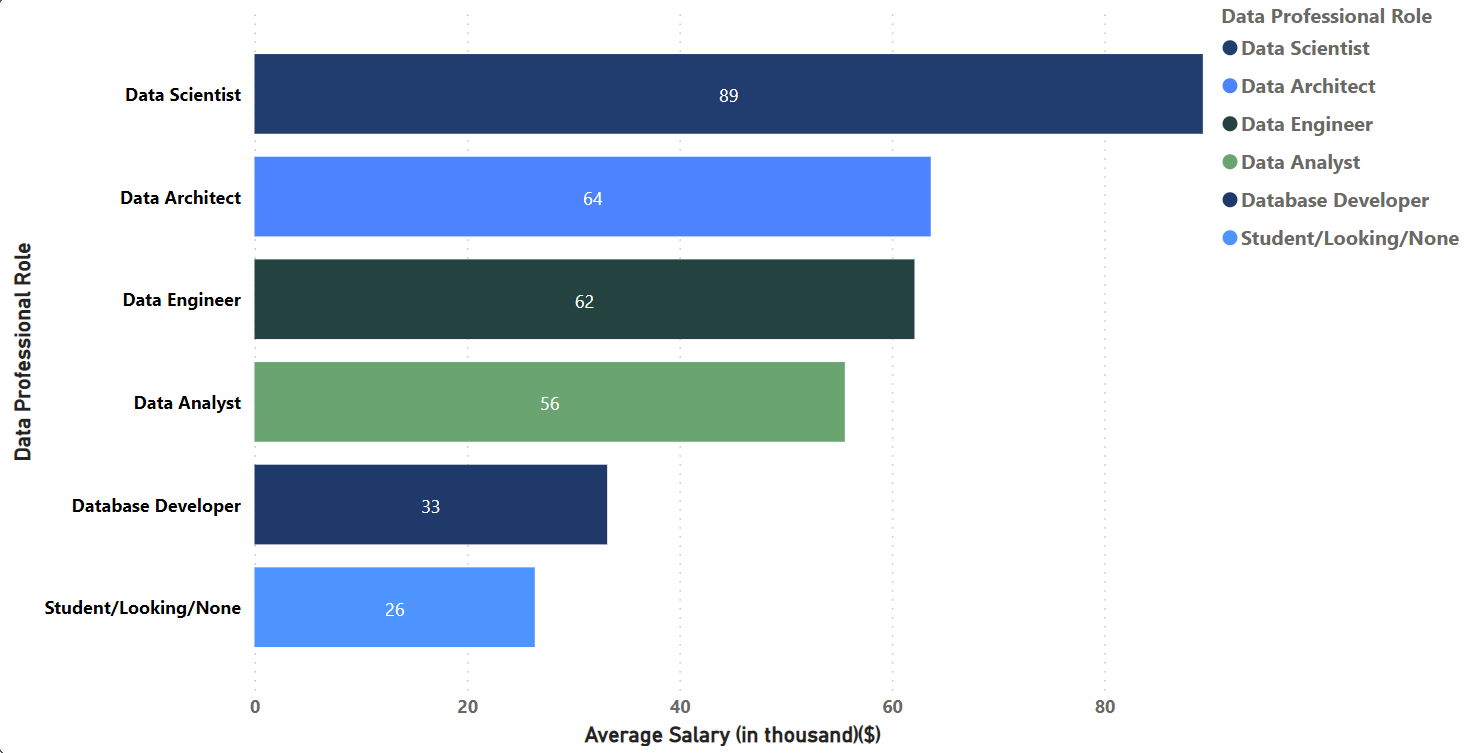 Data Professional Role
Data Scientist
Data Architect
Data Engineer
Data Analyst
Database Developer
Student/Looking/None
Data Professional Role
Data Scientist
89
Data Architect
64
Data Engineer
62
Data Analyst
56
Database Developer
33
Student/Looking/None
26
0 20 40 60 80
Average Salary (in thousand)($)